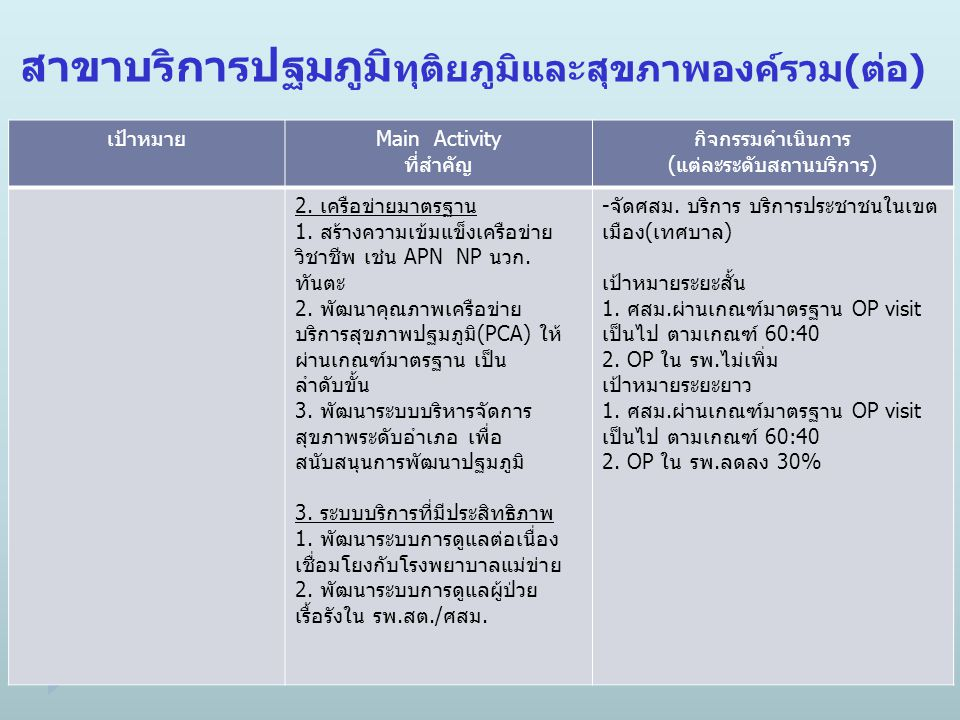 สาขาบริการปฐมภูมิทุติยภูมิและสุขภาพองค์รวม(ต่อ)
เป้าหมาย
Main Activity
ที่สำคัญ
กิจกรรมดำเนินการ
(แต่ละระดับสถานบริการ)
2. เครือข่ายมาตรฐาน
1. สร้างความเข้มแข็งเครือข่าย
วิชาชีพ เช่น APN NP นวก.
ทันตะ
2. พัฒนาคุณภาพเครือข่าย
บริการสุขภาพปฐมภูมิ(PCA) ให้
ผ่านเกณฑ์มาตรฐาน เป็น
ลำดับขั้น
3. พัฒนาระบบบริหารจัดการ
สุขภาพระดับอำเภอ เพื่อ
สนับสนุนการพัฒนาปฐมภูมิ
3. ระบบบริการที่มีประสิทธิภาพ
1. พัฒนาระบบการดูแลต่อเนื่อง
เชื่อมโยงกับโรงพยาบาลแม่ข่าย
2. พัฒนาระบบการดูแลผู้ป่วย
เรื้อรังใน รพ.สต./ศสม.
-จัดศสม. บริการ บริการประชาชนในเขต
เมือง(เทศบาล)
เป้าหมายระยะสั้น
1. ศสม.ผ่านเกณฑ์มาตรฐาน OP visit
เป็นไป ตามเกณฑ์ 60:40
2. OP ใน รพ.ไม่เพิ่ม
เป้าหมายระยะยาว
1. ศสม.ผ่านเกณฑ์มาตรฐาน OP visit
เป็นไป ตามเกณฑ์ 60:40
2. OP ใน รพ.ลดลง 30%